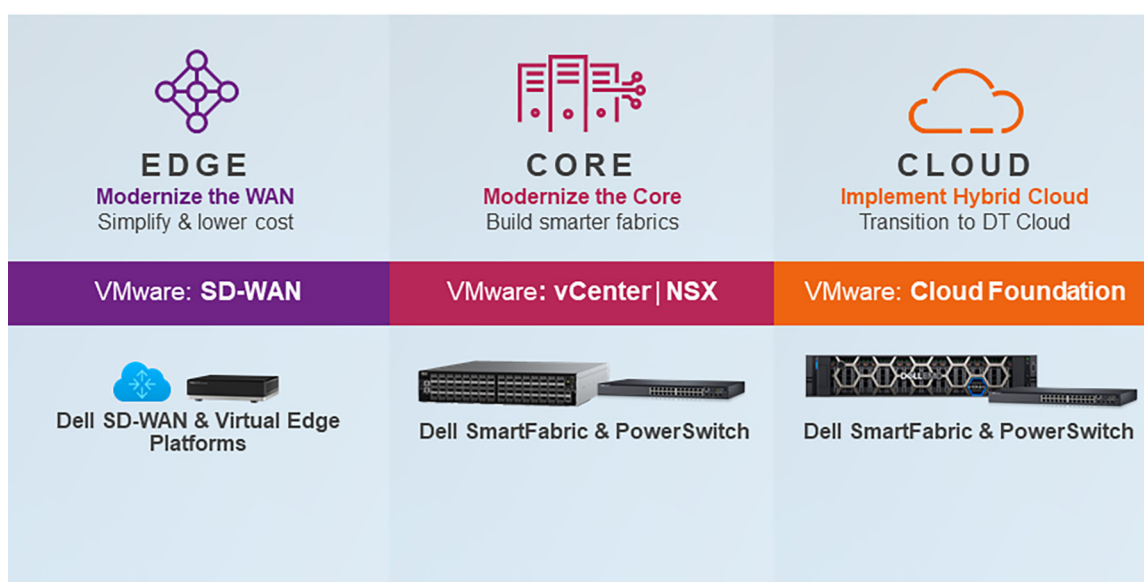 EDGE
Modernize the WAN
Simplify & lower cost
CORE
Modernize the Core
Build smarter fabrics
CLOUD
Implement Hybrid Cloud
Transition to DT Cloud
VMware: SD-WAN
VMware: vCenter | NSX
VMware: Cloud Foundation
Dell SD-WAN & Virtual Edge
Platforms
Dell SmartFabric & PowerSwitch
DELL
Dell SmartFabric & PowerSwitch